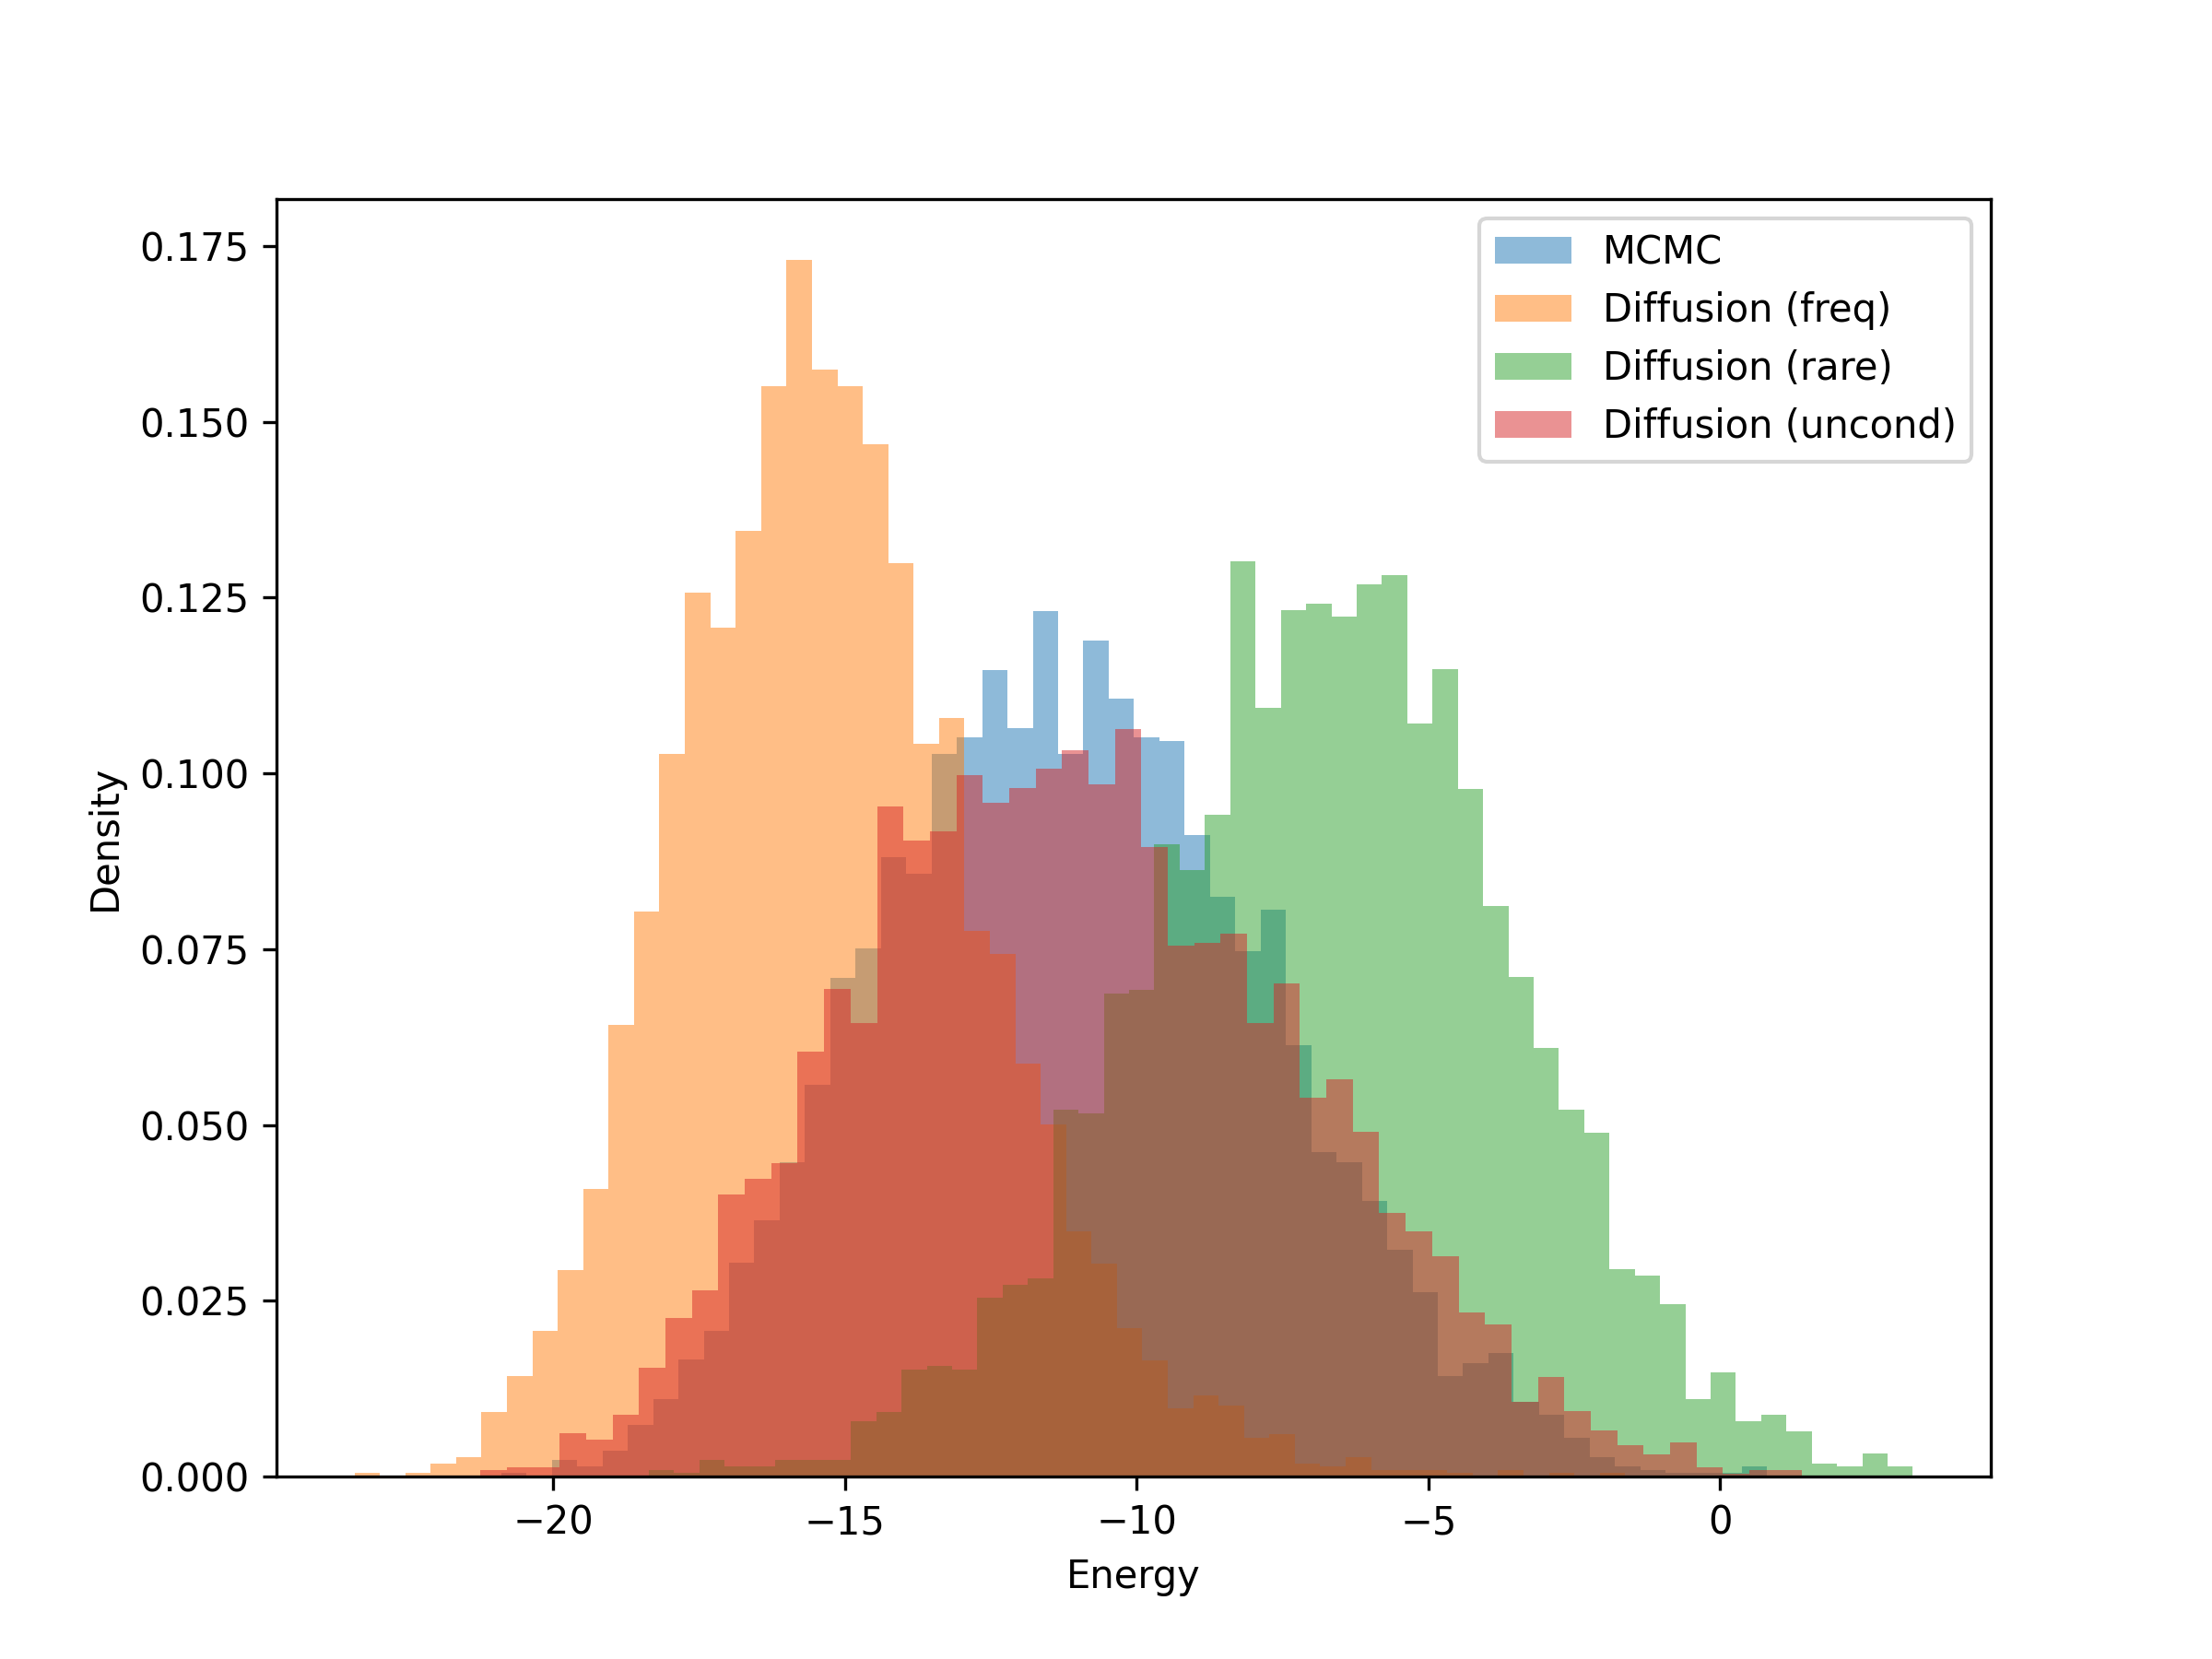 MCMC
Diffusion (freq)
Diffusion (rare)
Diffusion (uncond)
0.175
0.150
0.125
0.100
0.075
0.050
0.025
0.000
Density
−20 −15 −10 −5 0
Energy